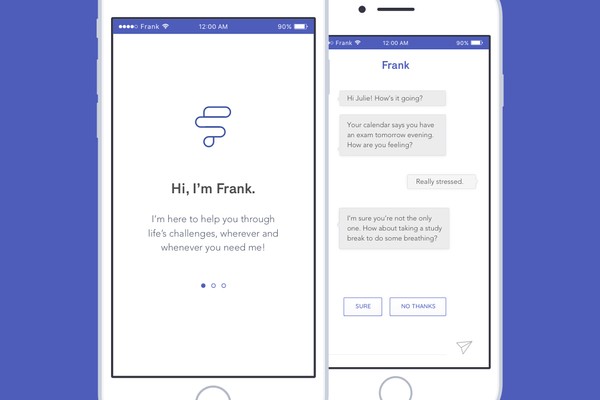 Frank 12:00 AM 90%
Hi, I'm Frank.
I'm here to help you through
life's challenges, wherever and
whenever you need me!
Frank 12:00 AM 90%
Frank
Hi Julie! How's it going?
Your calendar says you have
an exam tomorrow evening.
How are you feeling?
Really stressed.
I'm sure you're not the only
one. How about taking a study
break to do some breathing?
SURE NO THANKS